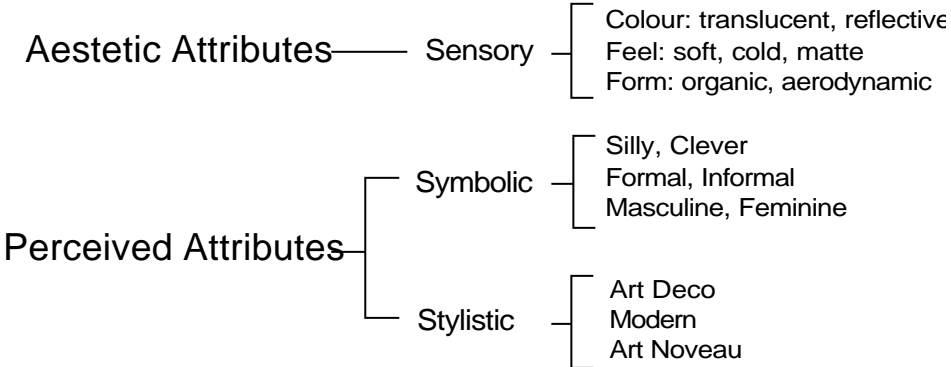 Aestetic Attributes
Sensory
Colour: translucent, reflective
Feel: soft, cold, matte
Form: organic, aerodynamic
Perceived Attributes
Symbolic
Silly, Clever
Formal, Informal
Masculine, Feminine
Stylistic
Art Deco
Modern
Art Noveau